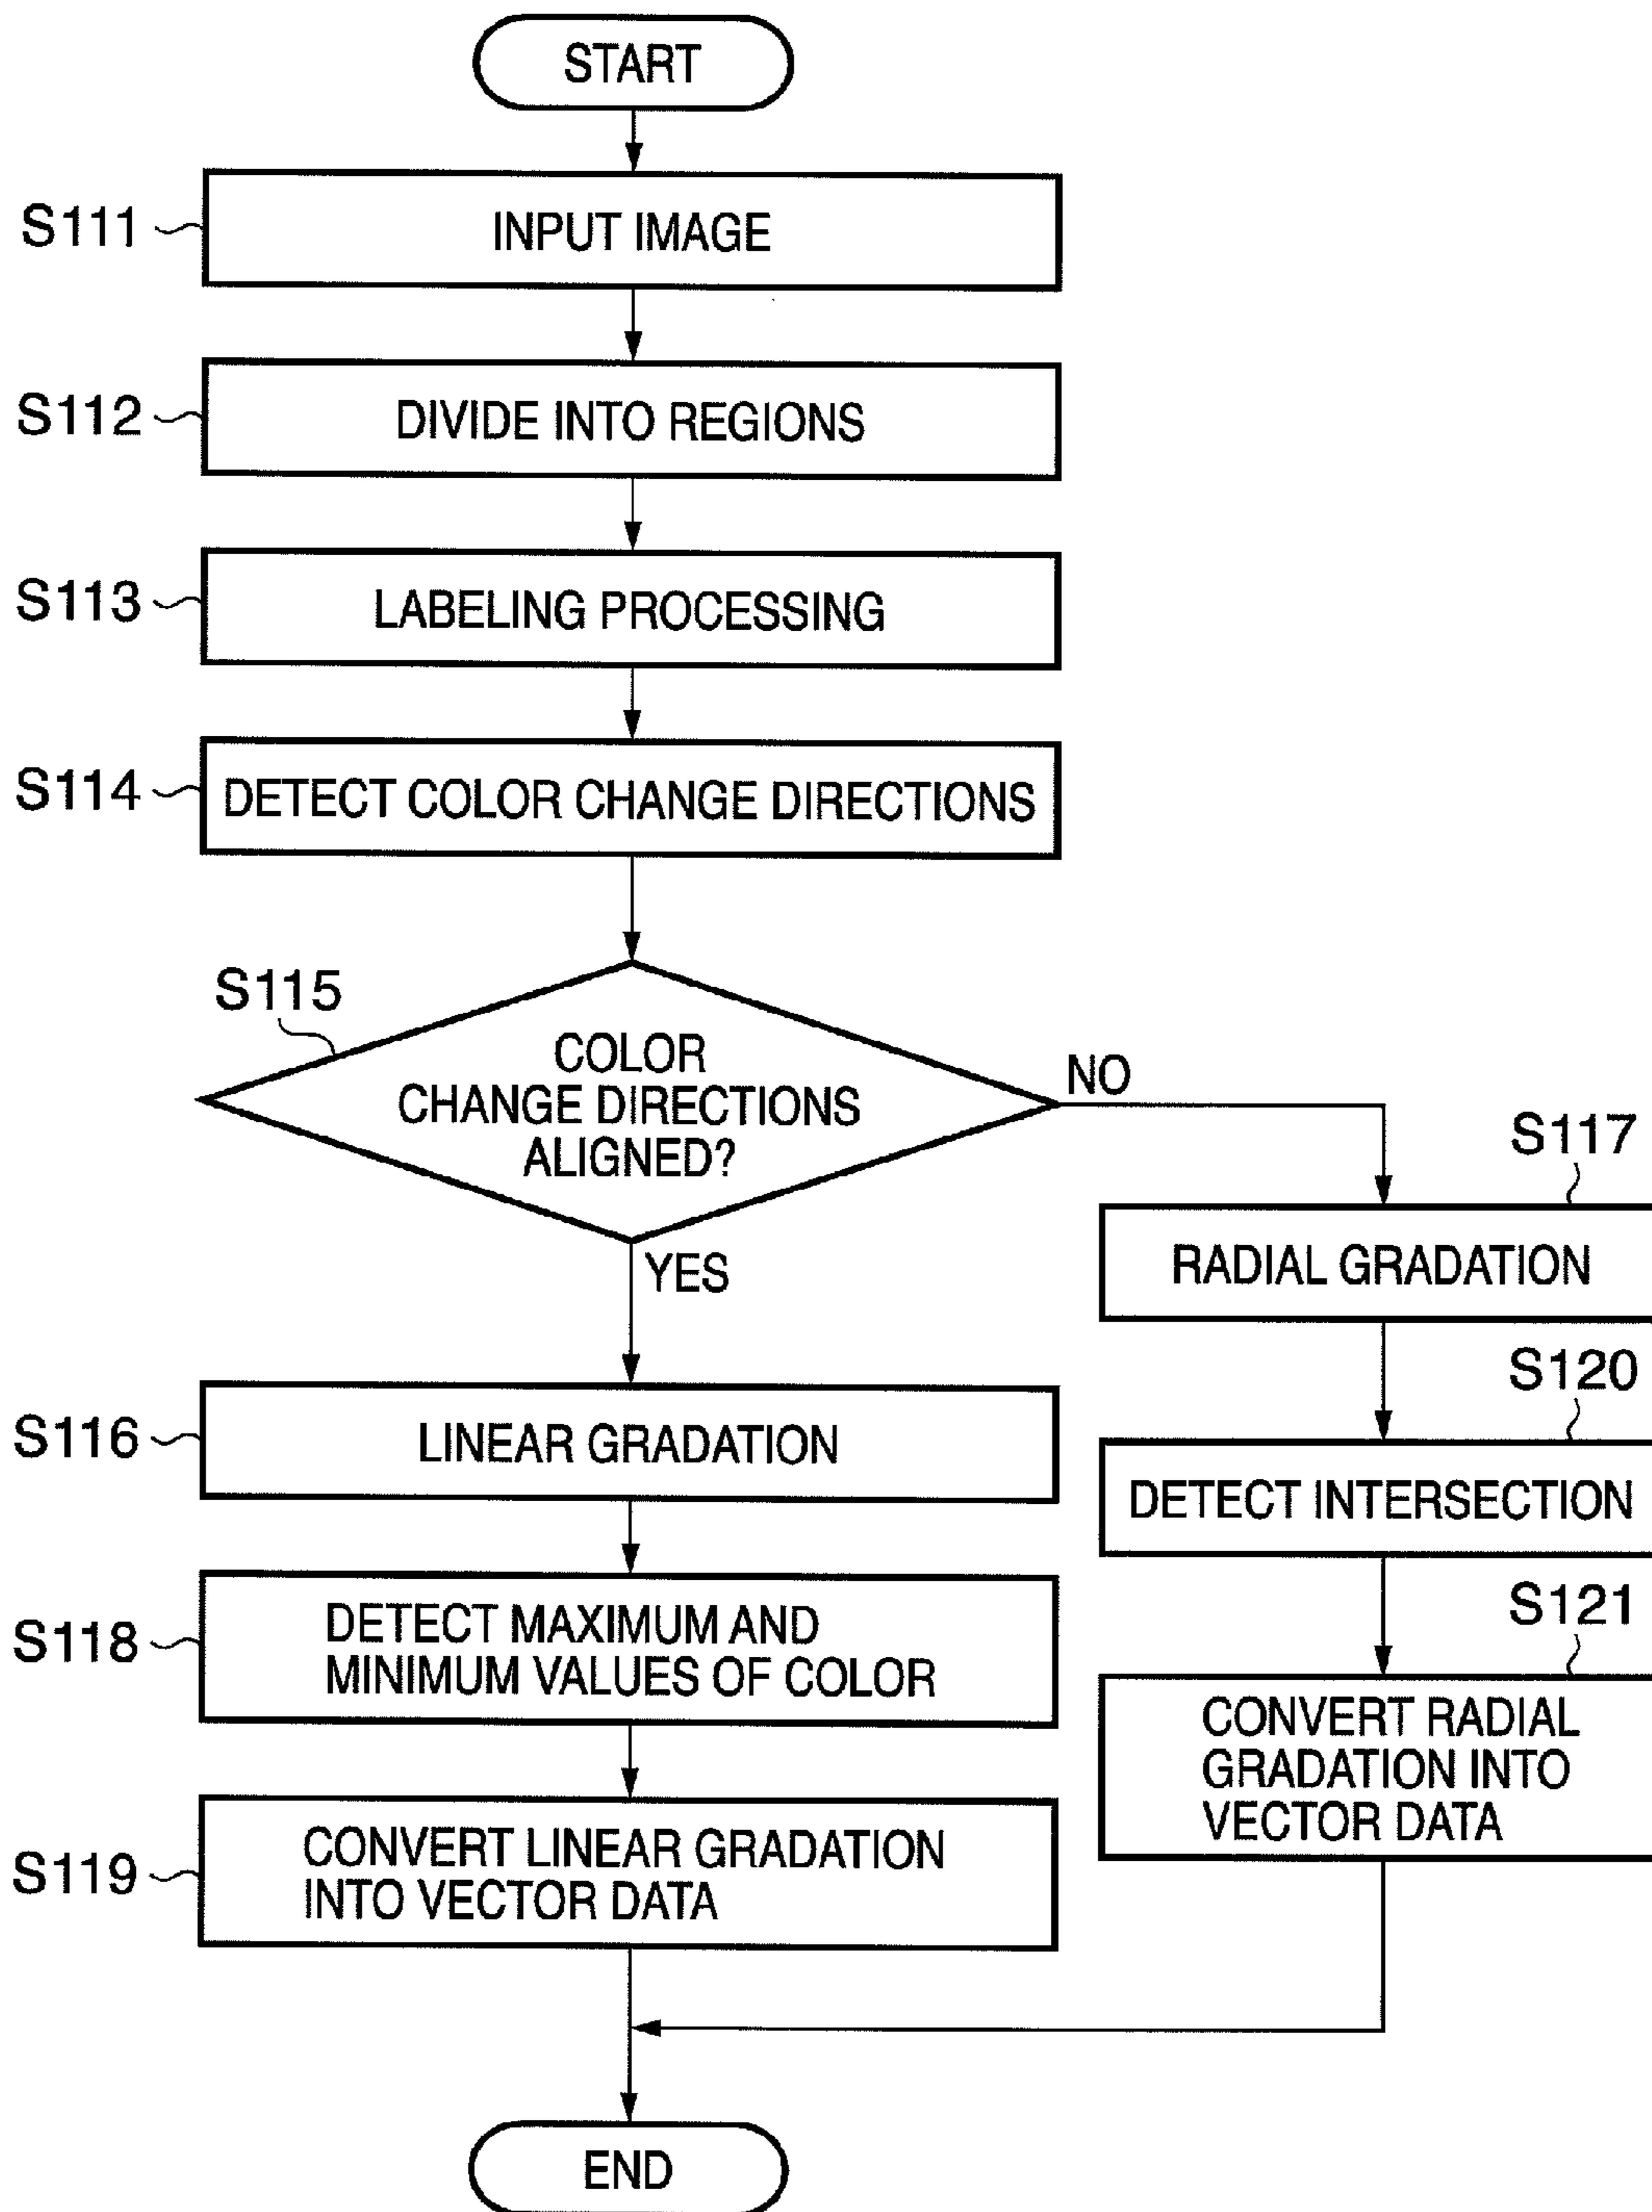 START
S111
INPUT IMAGE
S112
DIVIDE INTO REGIONS
S113
LABELING PROCESSING
S114
DETECT COLOR CHANGE DIRECTIONS
S115
COLOR
CHANGE DIRECTIONS
ALIGNED?
NO
YES
S117
RADIAL GRADATION
S120
DETECT INTERSECTION
S121
CONVERT RADIAL
GRADATION INTO
VECTOR DATA
S116
LINEAR GRADATION
S118
DETECT MAXIMUM AND
MINIMUM VALUES OF COLOR
S119
CONVERT LINEAR GRADATION
INTO VECTOR DATA
END